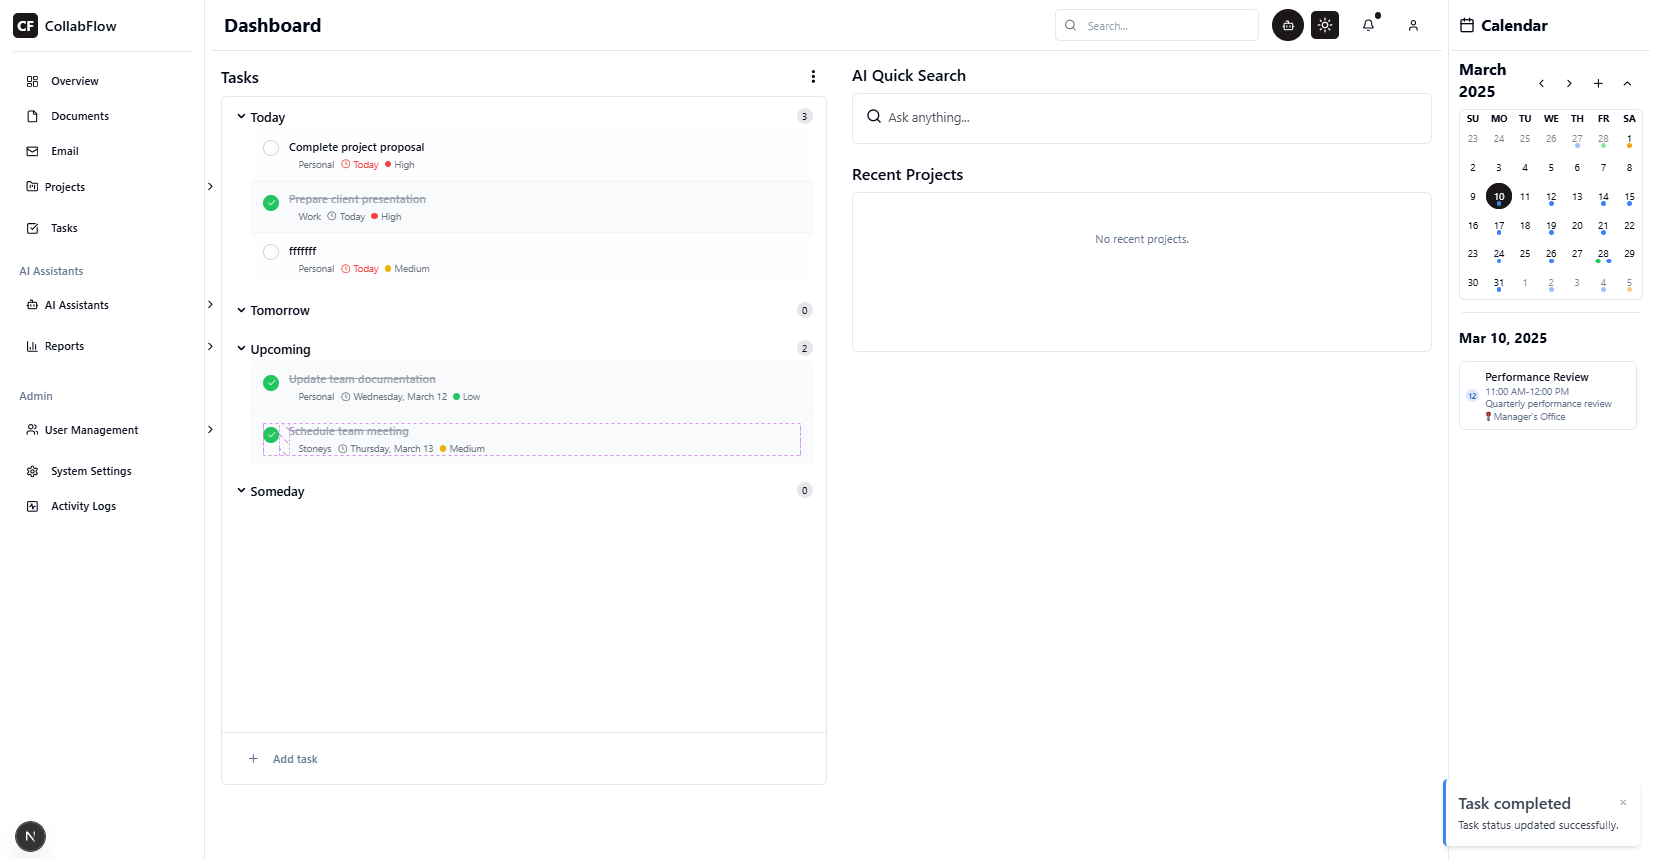 CF CollabFlow
Overview
Documents
Email
Projects
Tasks
AI Assistants
AI Assistants
Reports
Admin
User Management
System Settings
Activity Logs
N
Dashboard
Search...
Tasks
Today 3
Complete project proposal
Personal Today High
Prepare client presentation
Work Today High
fffffff
Personal Today Medium
Tomorrow 0
Upcoming 2
Update team documentation
Personal Wednesday, March 12 Low
Schedule team meeting
Stoneys Thursday, March 13 Medium
Someday 0
+ Add task
AI Quick Search
Ask anything...
Recent Projects
No recent projects.
Calendar
March
2025
SU MO TU WE TH FR SA
23 24 25 26 27 28 1
2 3 4 5 6 7 8
9 10 11 12 13 14 15
16 17 18 19 20 21 22
23 24 25 26 27 28 29
30 31 1 2 3 4 5
Mar 10, 2025
Performance Review
12
11:00 AM-12:00 PM
Quarterly performance review
Manager's Office
Task completed
Task status updated successfully.